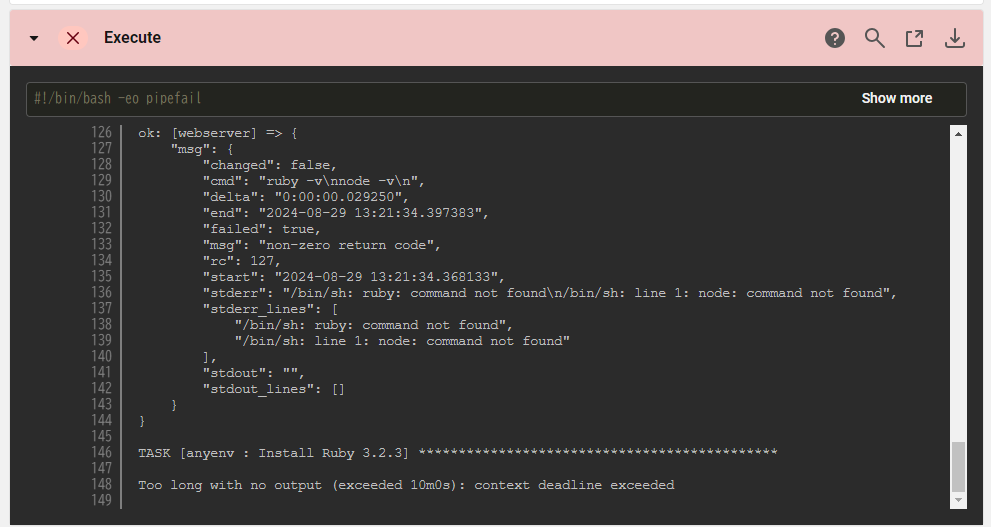 Execute
#!/bin/bash -eo pipefail
Show more
126 ok: [webserver] => {
127     "msg": {
128         "changed": false,
129         "cmd": "ruby -v\nnode -v\n",
130         "delta": "0:00:00.029250",
131         "end": "2024-08-29 13:21:34.397383",
132         "failed": true,
133         "msg": "non-zero return code",
134         "rc": 127,
135         "start": "2024-08-29 13:21:34.368133",
136         "stderr": "/bin/sh: ruby: command not found\n/bin/sh: line 1: node: command not found",
137         "stderr_lines": [
138             "/bin/sh: ruby: command not found",
139             "/bin/sh: line 1: node: command not found"
140         ],
141         "stdout": "",
142         "stdout_lines": []
143     }
144 }
145
146 TASK [anyenv : Install Ruby 3.2.3] *********************************************
147
148 Too long with no output (exceeded 10m0s): context deadline exceeded
149